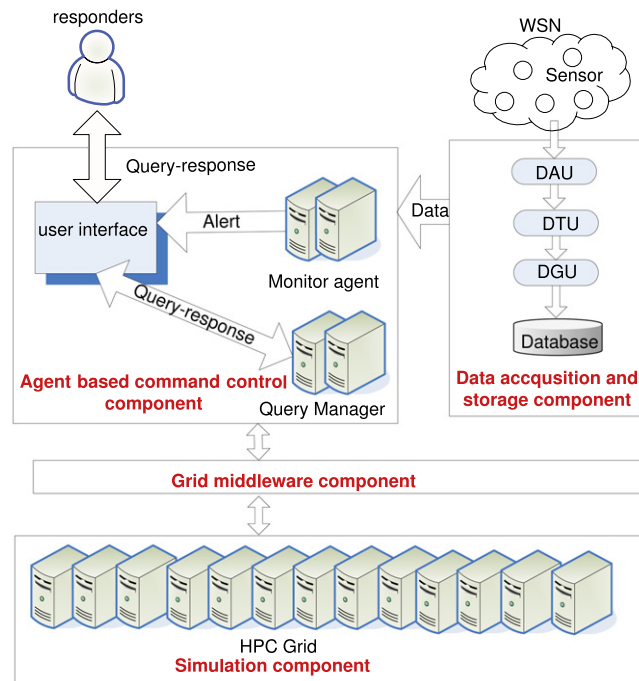 responders
WSN
Sensor
Query-response
DAU
user interface
Alert
Data
DTU
Monitor agent
DGU
Query-response
Database
Agent based command control
component
Query Manager
Data accqusition and
storage component
Grid middleware component
HPC Grid
Simulation component